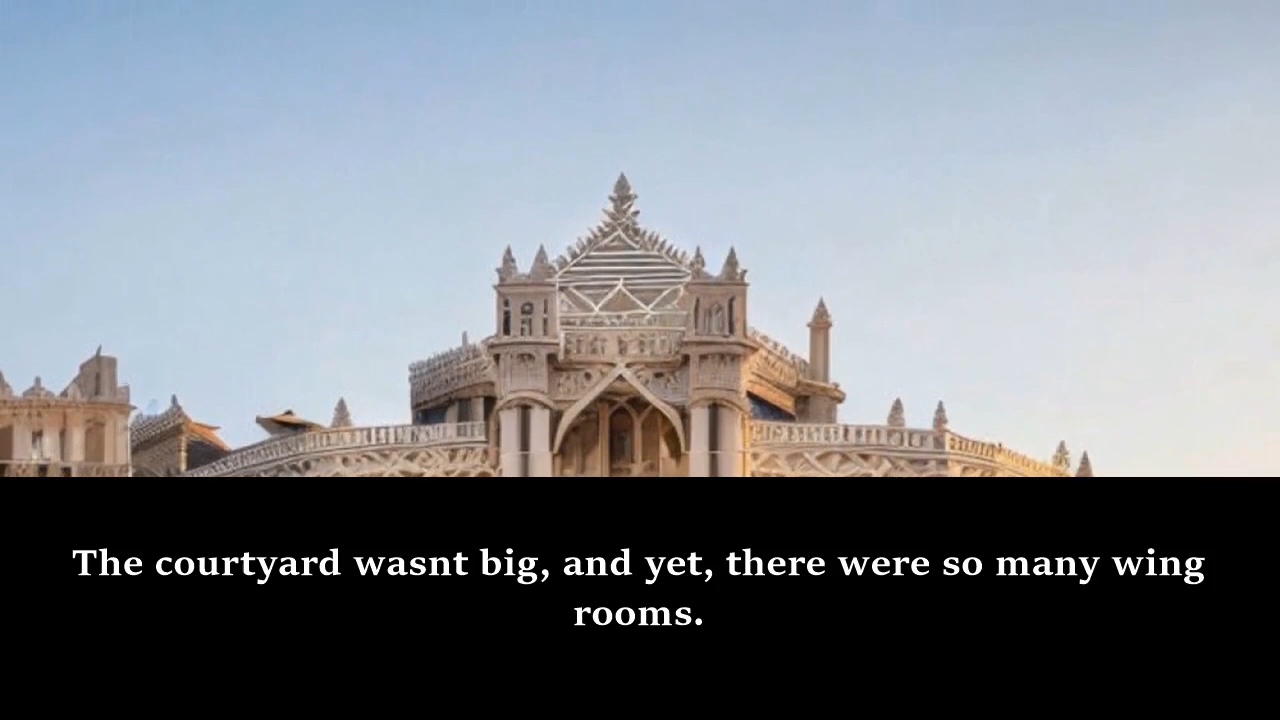 The courtyard wasnt big, and yet, there were so many wing
rooms.